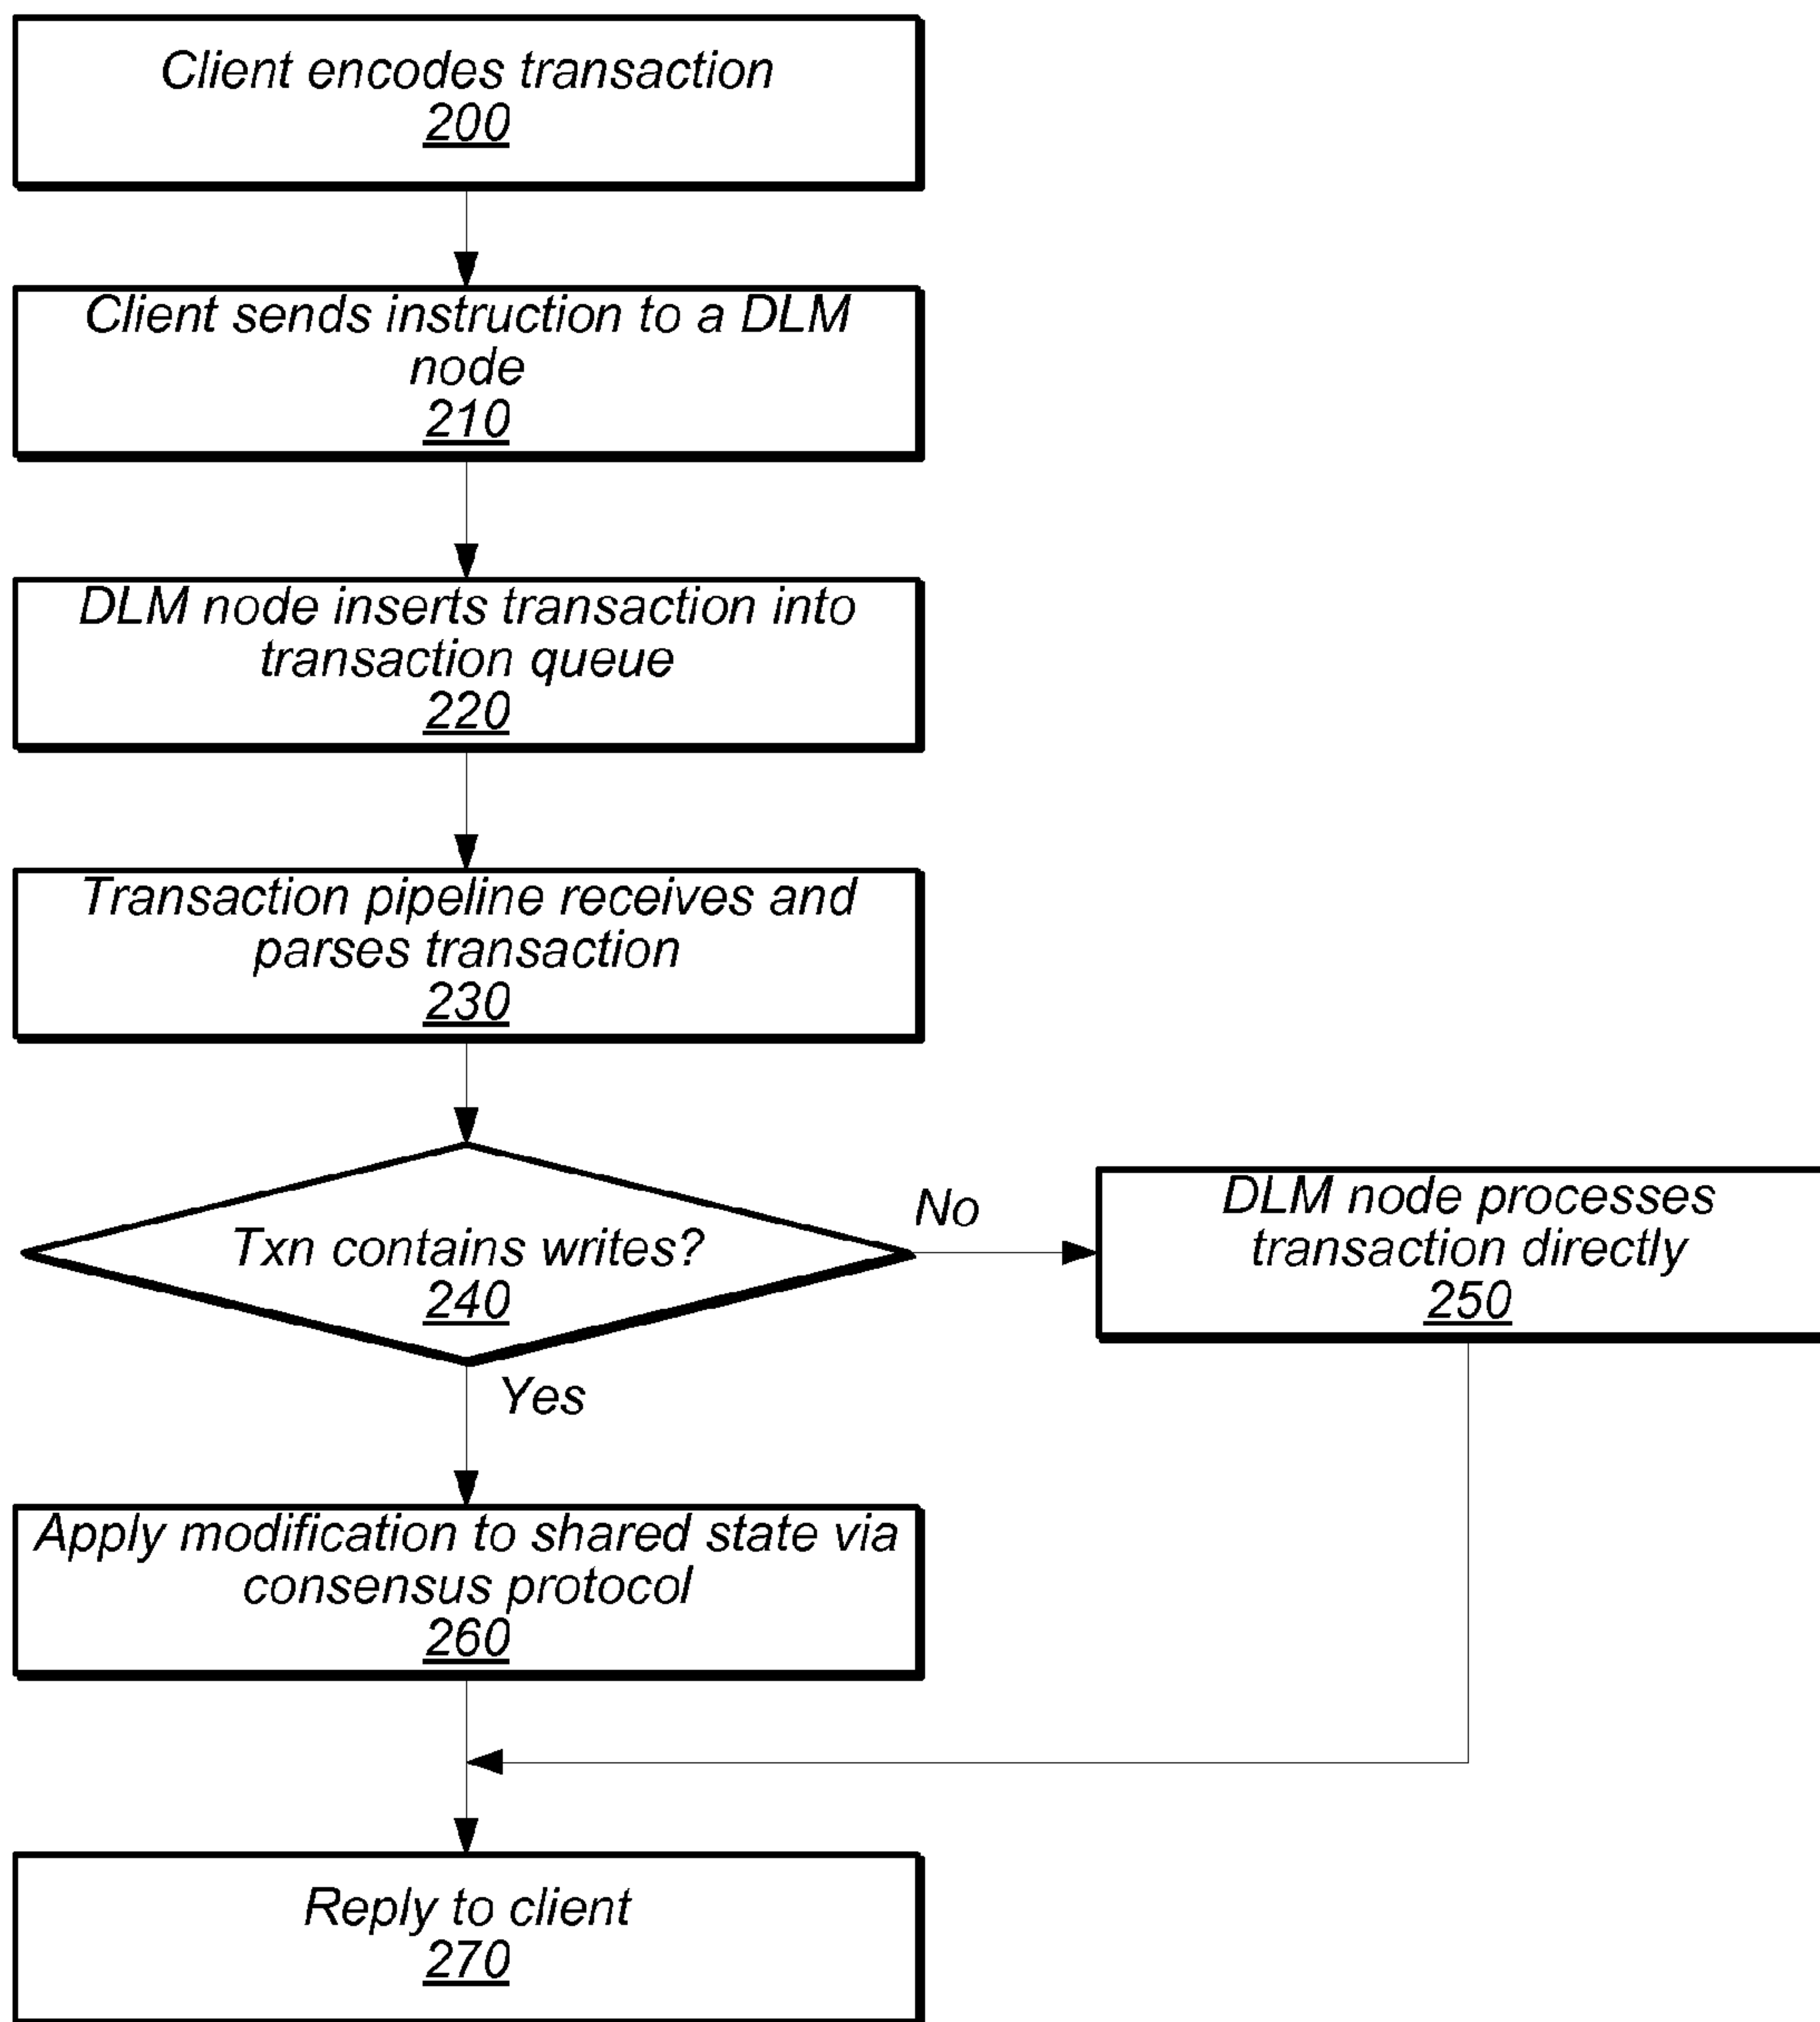 Client encodes transaction
200
Client sends instruction to a DLM
node
210
DLM node inserts transaction into
transaction queue
220
Transaction pipeline receives and
parses transaction
230
Txn contains writes?
240
No
DLM node processes
transaction directly
250
Yes
Apply modification to shared state via
consensus protocol
260
Reply to client
270